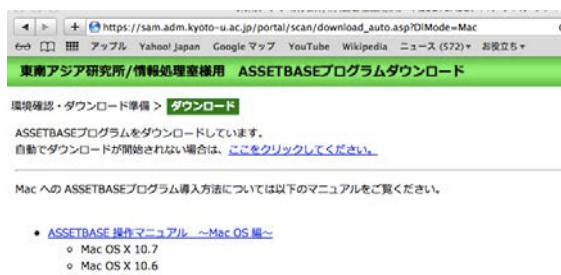 https://sam.adm.kyoto-u.ac.jp/portal/scan/download_auto.asp?DlMode=Mac
アップル Yahoo! Japan Google マップ YouTube Wikipedia ニュース (572)▾ お役立ち▾
東南アジア研究所/情報処理室様用 ASSETBASEプログラムダウンロード
環境確認・ダウンロード準備 > ダウンロード
ASSETBASEプログラムをダウンロードしています。
自動でダウンロードが開始されない場合は、ここをクリックしてください。
Mac への ASSETBASEプログラム導入方法については以下のマニュアルをご覧ください。
ASSETBASE 操作マニュアル ～Mac OS 編～
Mac OS X 10.7
Mac OS X 10.6